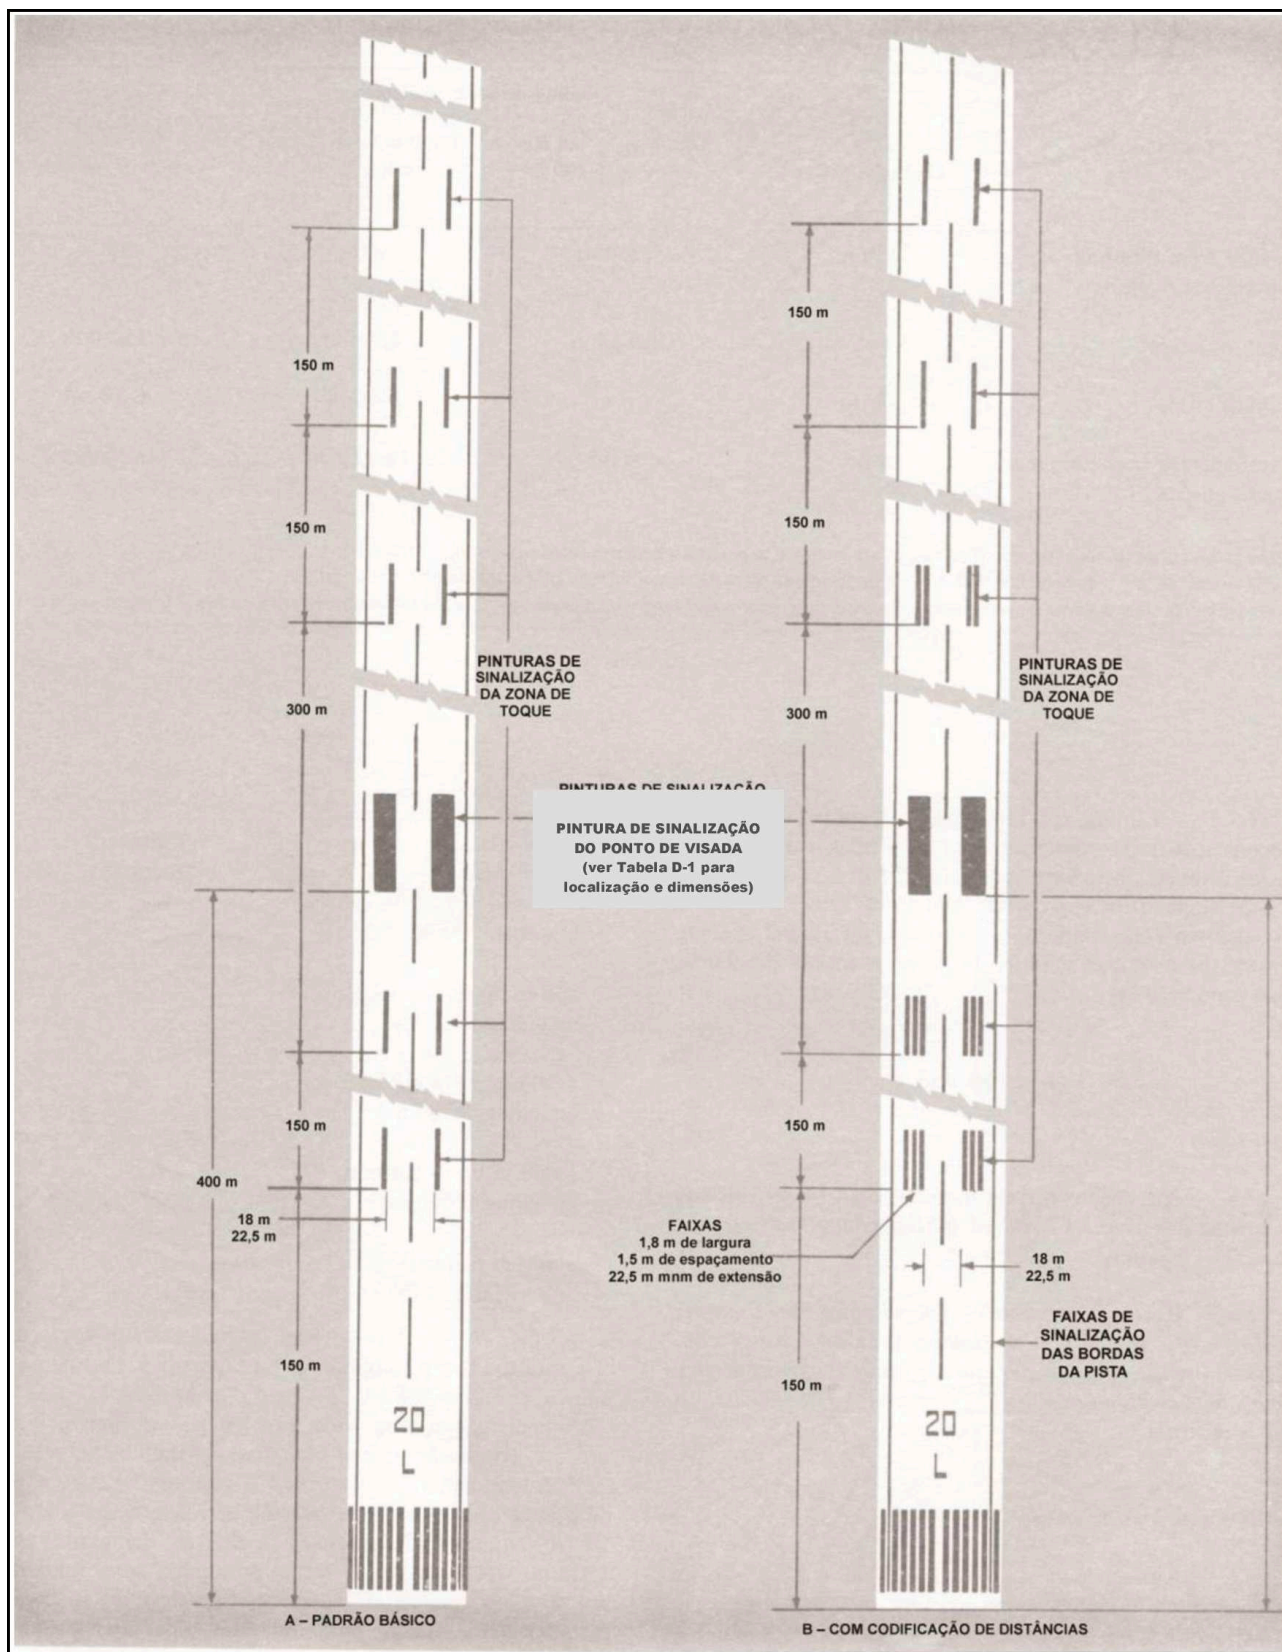 150 m
150 m
150 m
150 m
PINTURAS DE
SINALIZAÇÃO
DA ZONA DE
TOQUE
PINTURAS DE
SINALIZAÇÃO
DA ZONA DE
TOQUE
300 m
300 m
PINTURAS DE SINALIZAÇÃO
PINTURA DE SINALIZAÇÃO
DO PONTO DE VISADA
(ver Tabela D-1 para
localização e dimensões)
150 m
150 m
400 m
18 m
22,5 m
FAIXAS
1,8 m de largura
1,5 m de espaçamento
22,5 m mnm de extensão
18 m
22,5 m
FAIXAS DE
SINALIZAÇÃO
DAS BORDAS
DA PISTA
150 m
150 m
20
L
20
L
A – PADRÃO BÁSICO
B – COM CODIFICAÇÃO DE DISTÂNCIAS